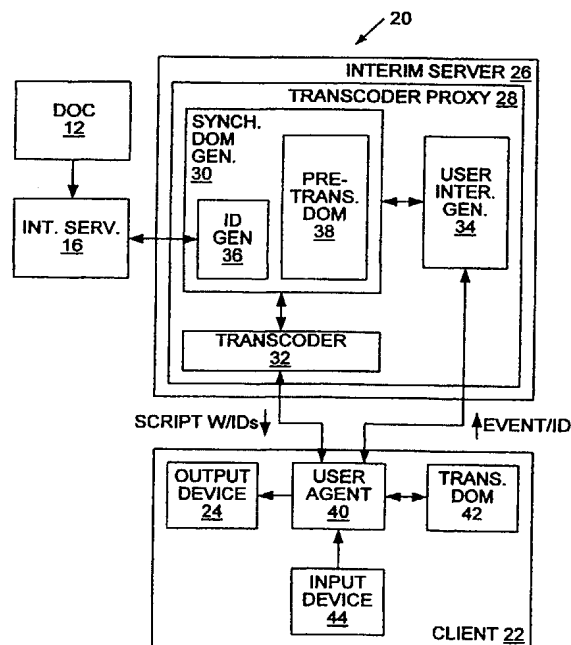 20
INTERIM SERVER 26
TRANSCODER PROXY 28
DOC
12
SYNCH.
DOM
GEN.
30
PRE-
TRANS.
DOM
38
USER
INTER.
GEN.
34
INT. SERV.
16
ID
GEN
36
TRANSCODER
32
SCRIPT W/IDs
EVENT/ID
OUTPUT
DEVICE
24
USER
AGENT
40
TRANS.
DOM
42
INPUT
DEVICE
44
CLIENT 22